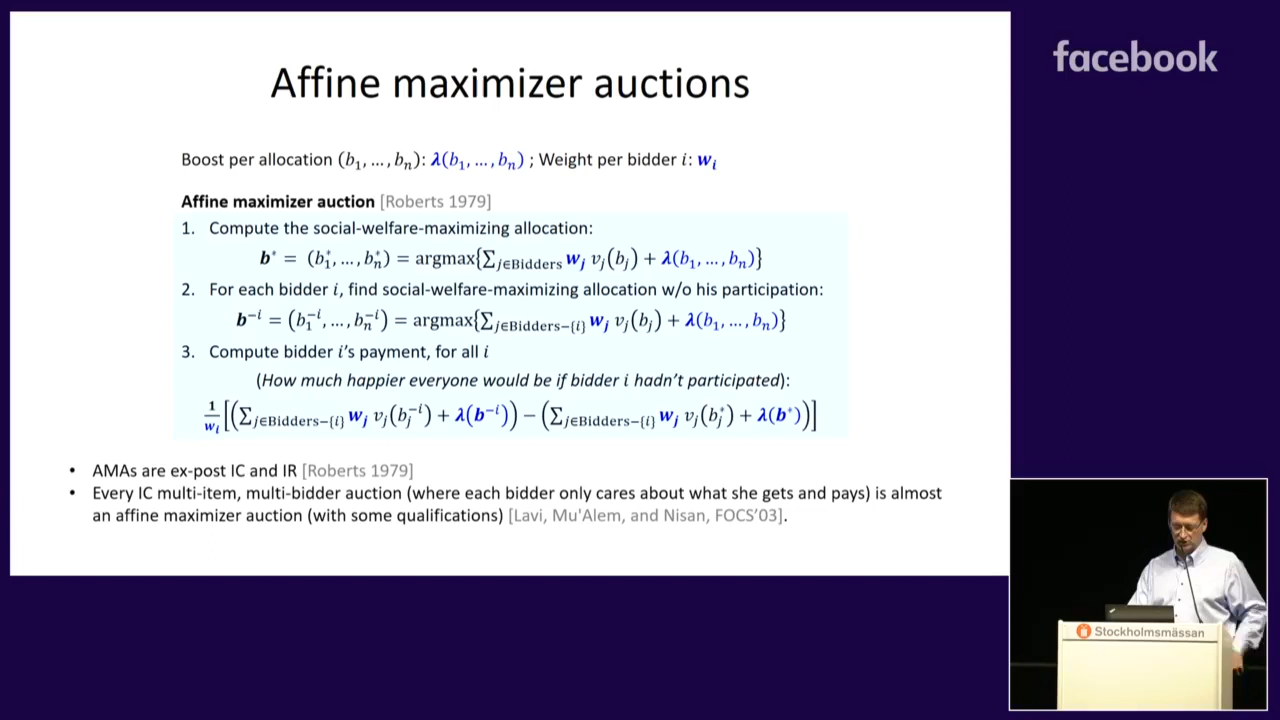 facebook
Affine maximizer auctions
Boost per allocation (b₁, …, bₙ): λ(b₁, …, bₙ) ; Weight per bidder i: wᵢ
Affine maximizer auction [Roberts 1979]
1. Compute the social-welfare-maximizing allocation:
b* = (b₁*, …, bₙ*) = argmax{∑_{j∈Bidders} wⱼ vⱼ(bⱼ) + λ(b₁, …, bₙ)}
2. For each bidder i, find social-welfare-maximizing allocation w/o his participation:
b⁻ⁱ = (b₁⁻ⁱ, …, bₙ⁻ⁱ) = argmax{∑_{j∈Bidders−{i}} wⱼ vⱼ(bⱼ) + λ(b₁, …, bₙ)}
3. Compute bidder i's payment, for all i
(How much happier everyone would be if bidder i hadn't participated):
1/wᵢ [(∑_{j∈Bidders−{i}} wⱼ vⱼ(bⱼ⁻ⁱ) + λ(b⁻ⁱ)) − (∑_{j∈Bidders−{i}} wⱼ vⱼ(bⱼ*) + λ(b*))]
• AMAs are ex-post IC and IR [Roberts 1979]
• Every IC multi-item, multi-bidder auction (where each bidder only cares about what she gets and pays) is almost
an affine maximizer auction (with some qualifications) [Lavi, Mu'Alem, and Nisan, FOCS'03].
Stockholmsmässan